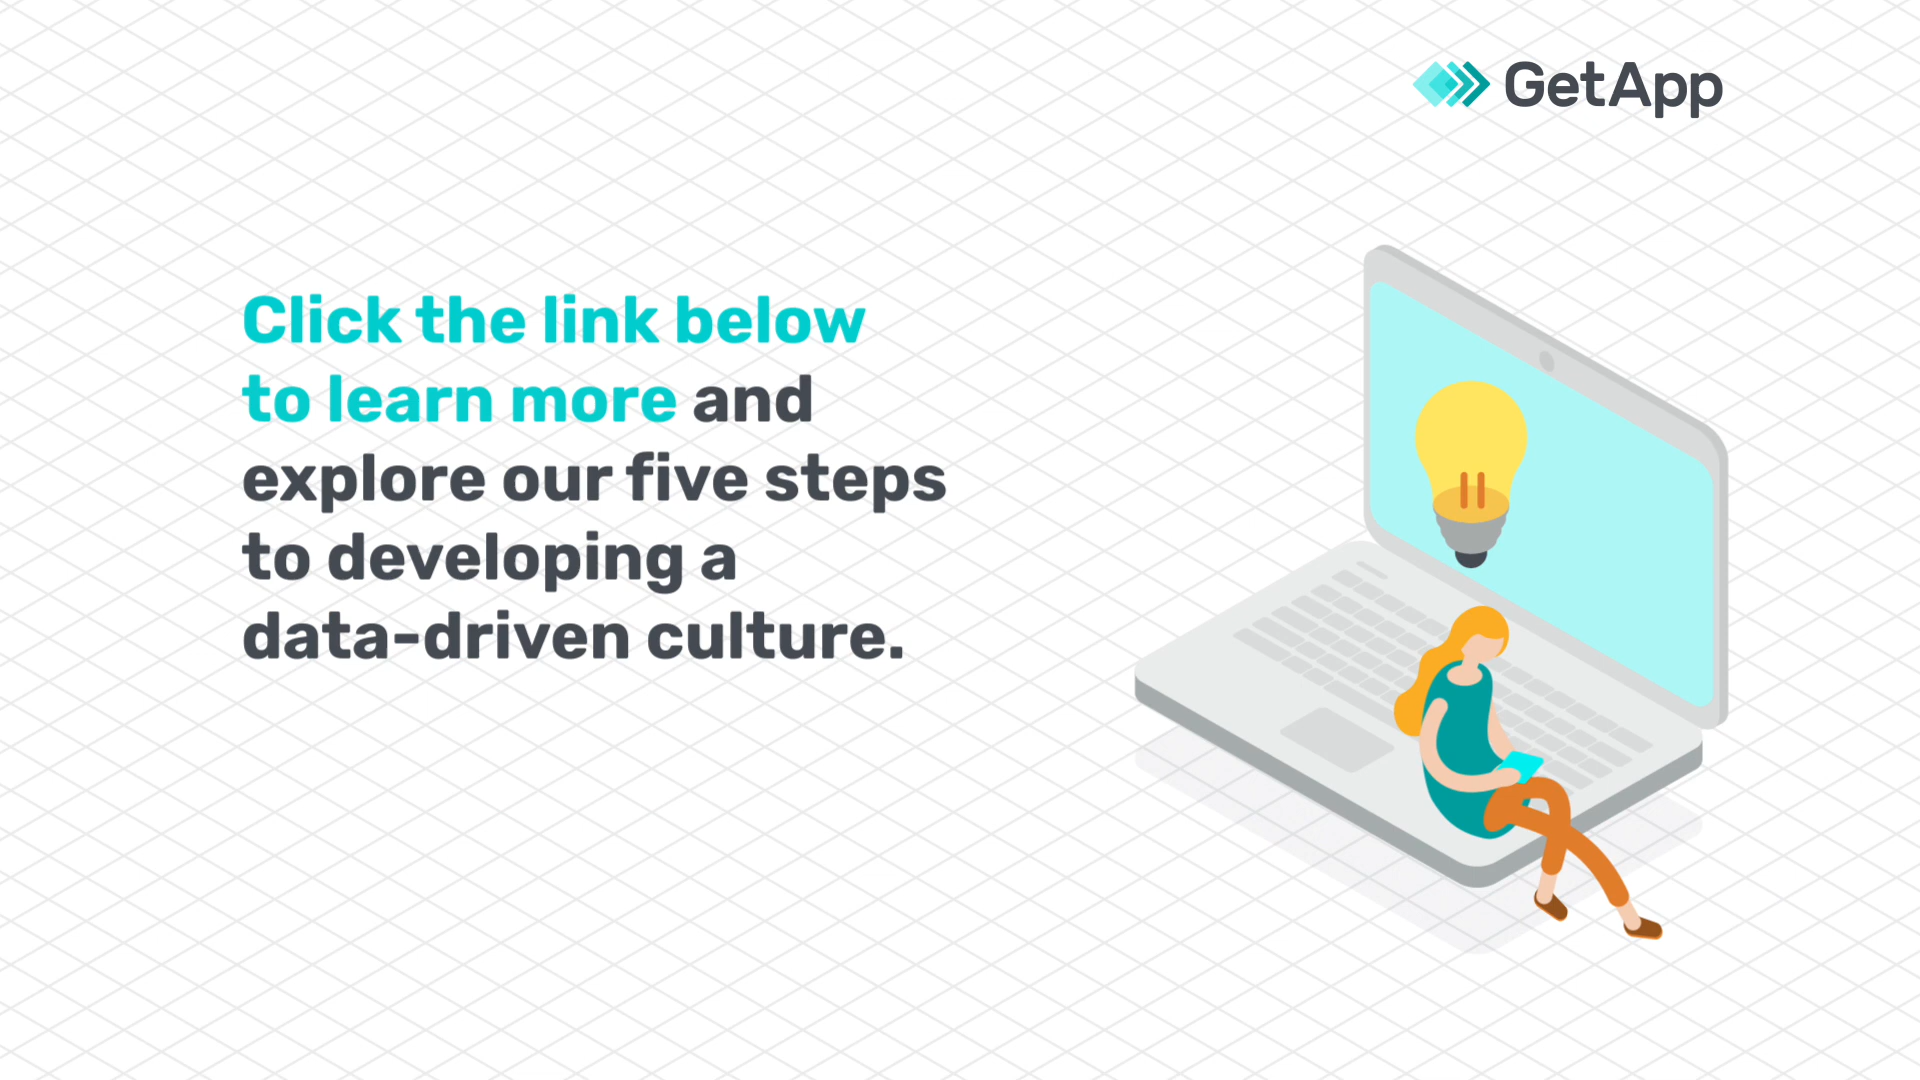 GetApp
Click the link below
to learn more and
explore our five steps
to developing a
data-driven culture.